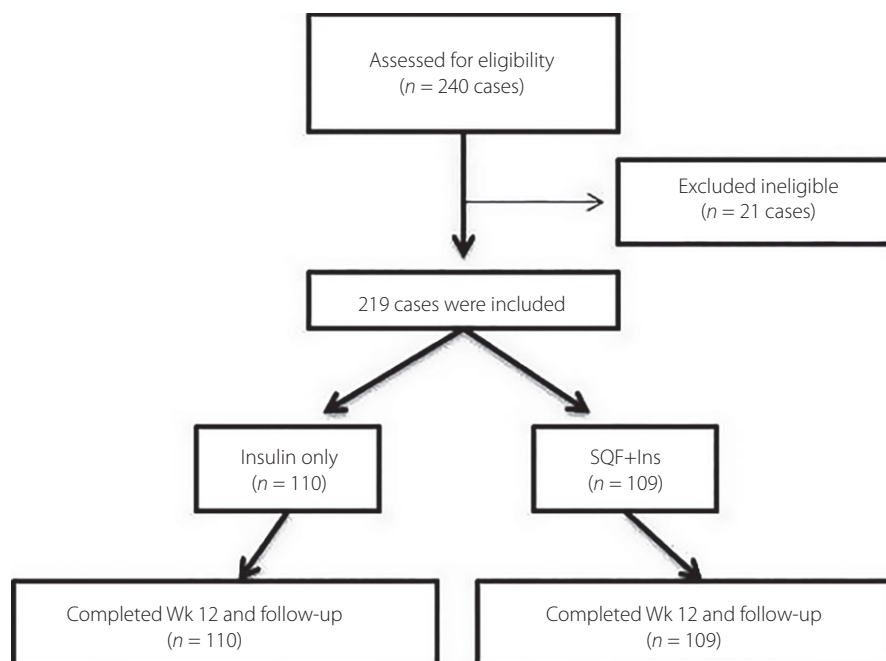 Assessed for eligibility
(n = 240 cases)
Excluded ineligible
(n = 21 cases)
219 cases were included
Insulin only
(n = 110)
SQF+Ins
(n = 109)
Completed Wk 12 and follow-up
(n = 110)
Completed Wk 12 and follow-up
(n = 109)